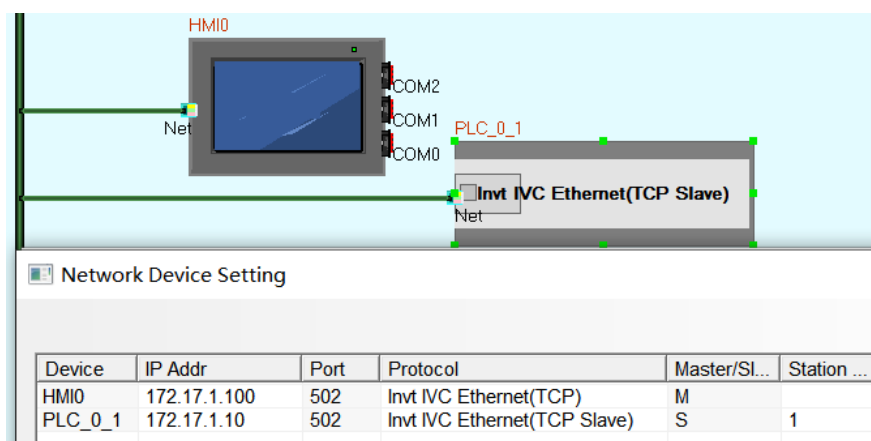 HMI0
COM2
COM1
COM0
Net
PLC_0_1
Invt IVC Ethernet(TCP Slave)
Net
Network Device Setting
Device IP Addr Port Protocol Master/Sl... Station ...
HMI0 172.17.1.100 502 Invt IVC Ethernet(TCP) M
PLC_0_1 172.17.1.10 502 Invt IVC Ethernet(TCP Slave) S 1